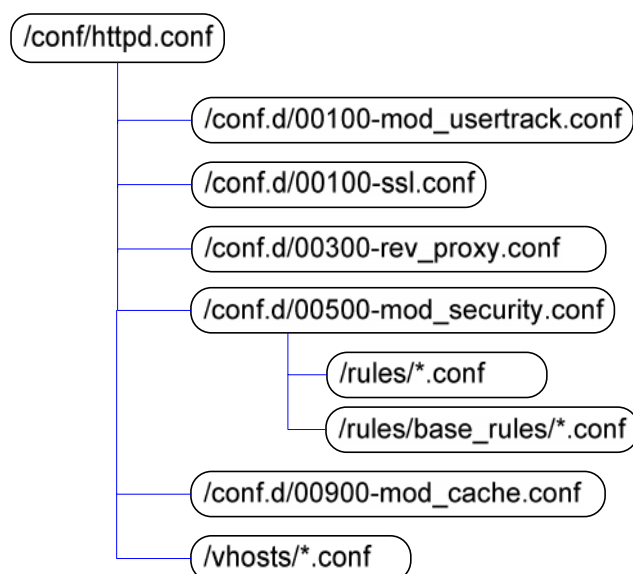 /conf/httpd.conf
/conf.d/00100-mod_usertrack.conf
/conf.d/00100-ssl.conf
/conf.d/00300-rev_proxy.conf
/conf.d/00500-mod_security.conf
/rules/*.conf
/rules/base_rules/*.conf
/conf.d/00900-mod_cache.conf
/vhosts/*.conf